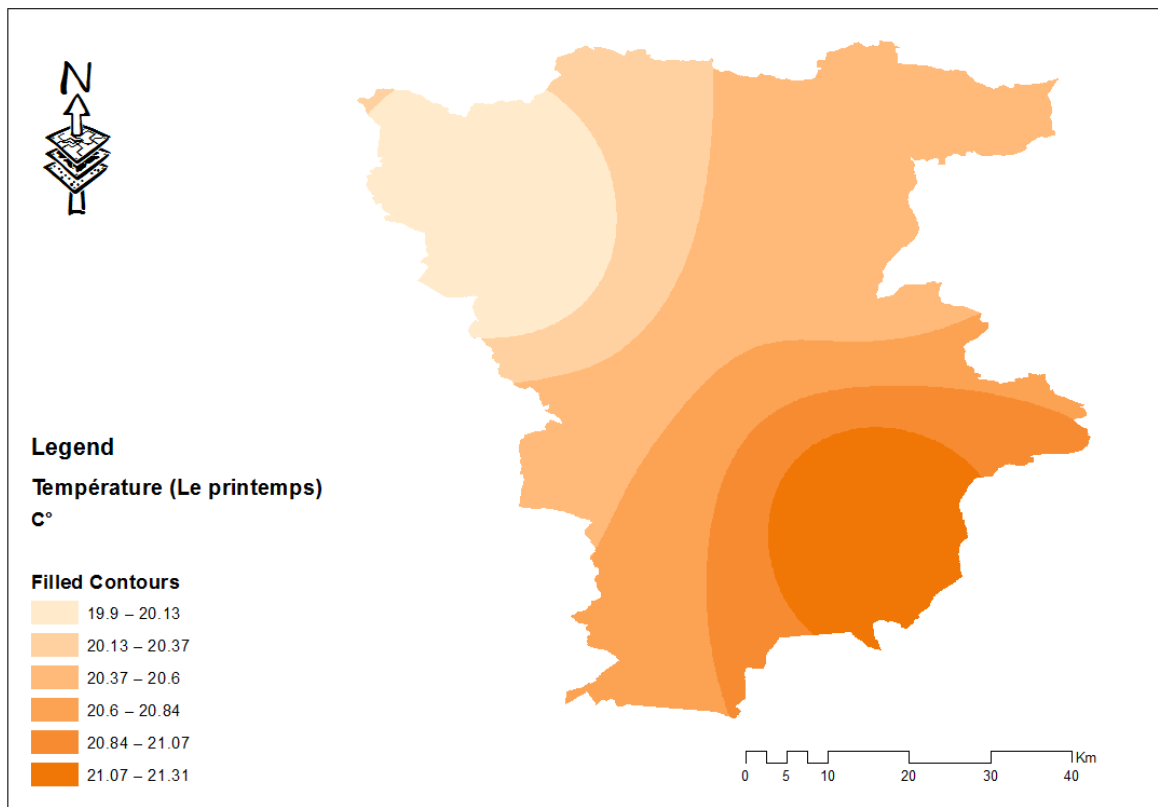 N
Legend
Température (Le printemps)
C°
Filled Contours
19.9 – 20.13
20.13 – 20.37
20.37 – 20.6
20.6 – 20.84
20.84 – 21.07
21.07 – 21.31
Km
0 5 10 20 30 40